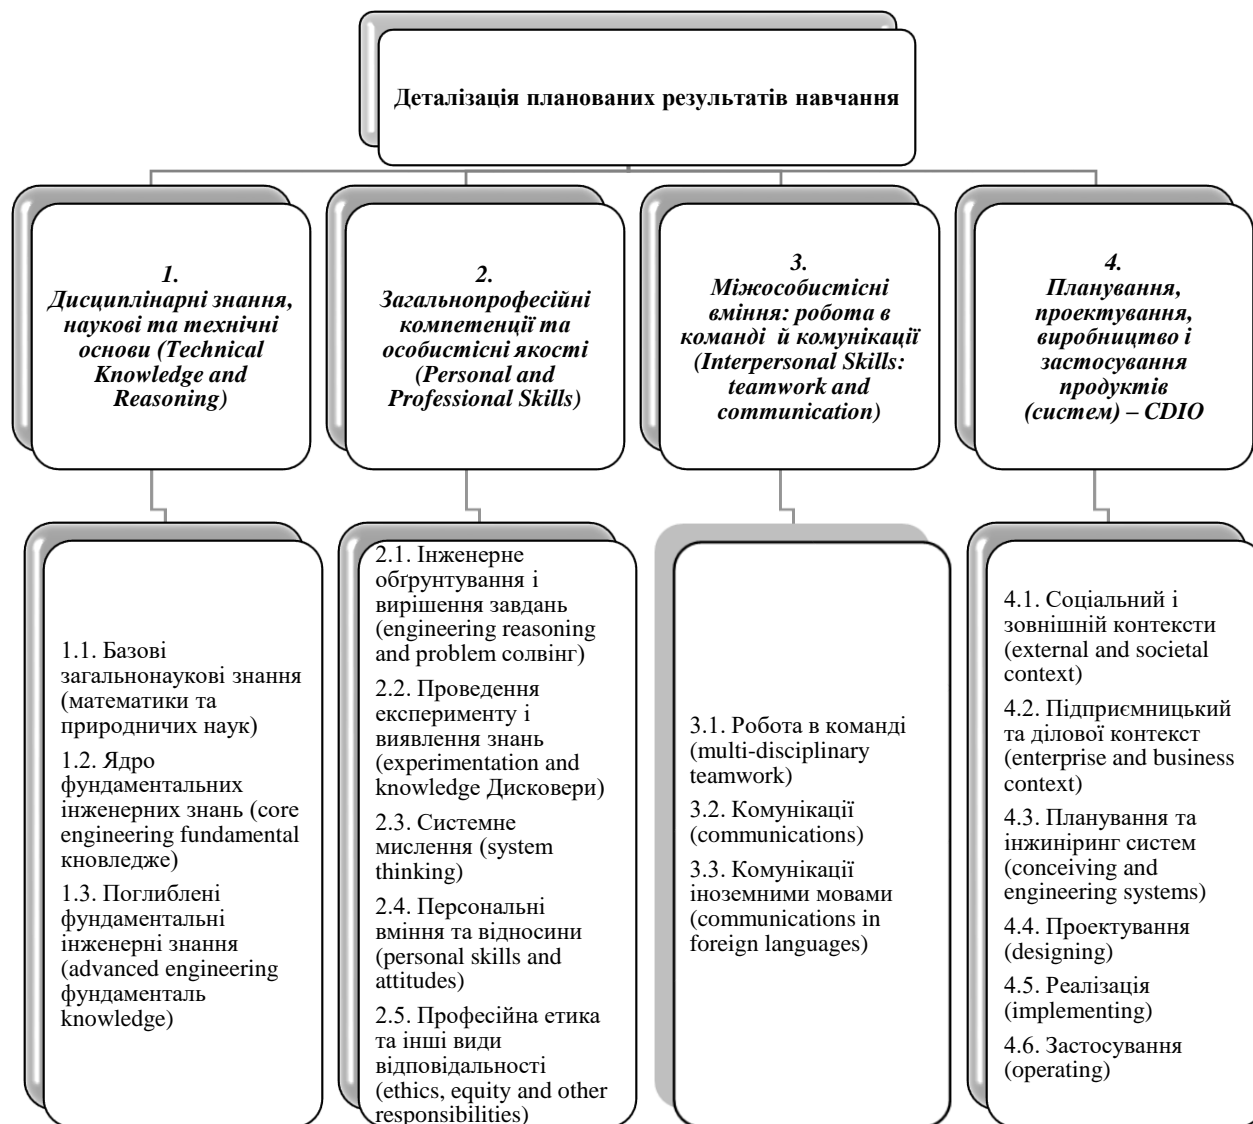 Деталізація планованих результатів навчання
1.
Дисциплінарні знання,
наукові та технічні
основи (Technical
Knowledge and
Reasoning)
2.
Загальнопрофесійні
компетенції та
особистісні якості
(Personal and
Professional Skills)
3.
Міжособистісні
вміння: робота в
команді й комунікації
(Interpersonal Skills:
teamwork and
communication)
4.
Планування,
проектування,
виробництво і
застосування
продуктів
(систем) – CDIO
1.1. Базові
загальнонаукові знання
(математики та
природничих наук)
1.2. Ядро
фундаментальних
інженерних знань (core
engineering fundamental
кновледже)
1.3. Поглиблені
фундаментальні
інженерні знання
(advanced engineering
фундаменталь
knowledge)
2.1. Інженерне
обґрунтування і
вирішення завдань
(engineering reasoning
and problem солвінг)
2.2. Проведення
експерименту і
виявлення знань
(experimentation and
knowledge Дисковери)
2.3. Системне
мислення (system
thinking)
2.4. Персональні
вміння та відносини
(personal skills and
attitudes)
2.5. Професійна етика
та інші види
відповідальності
(ethics, equity and other
responsibilities)
3.1. Робота в команді
(multi-disciplinary
teamwork)
3.2. Комунікації
(communications)
3.3. Комунікації
іноземними мовами
(communications in
foreign languages)
4.1. Соціальний і
зовнішній контексти
(external and societal
context)
4.2. Підприємницький
та ділової контекст
(enterprise and business
context)
4.3. Планування та
інжиніринг систем
(conceiving and
engineering systems)
4.4. Проектування
(designing)
4.5. Реалізація
(implementing)
4.6. Застосування
(operating)